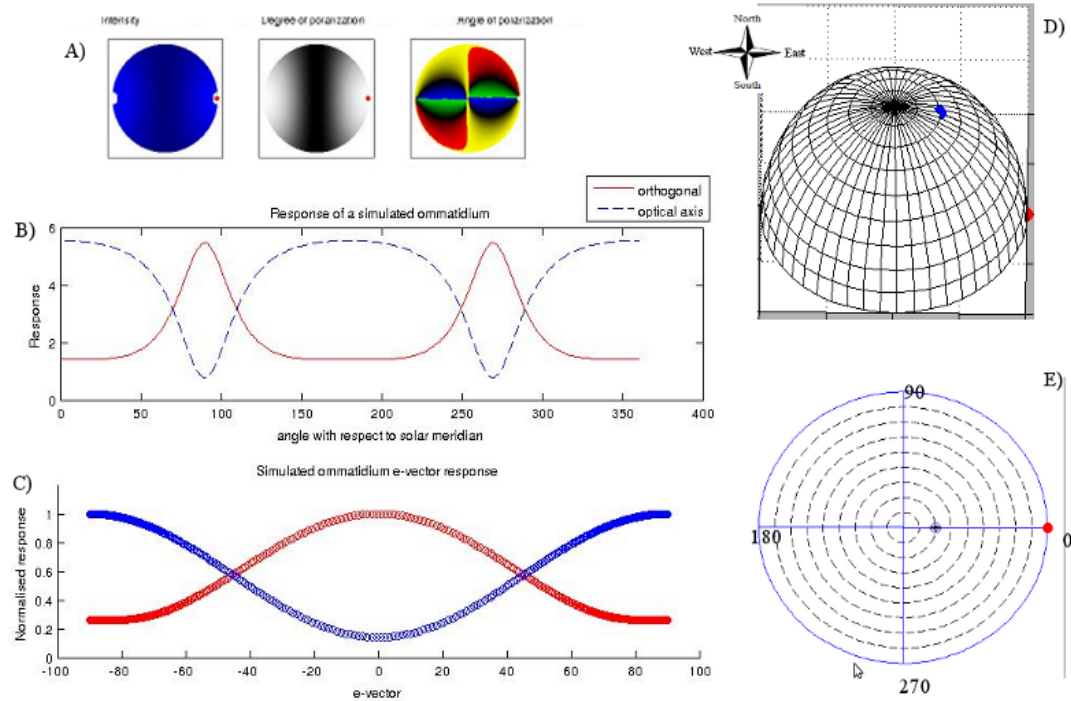 A)
Intensity
Degree of polarization
Angle of polarization
B)
Response of a simulated ommatidium
orthogonal
optical axis
Response
6
4
2
0
0 50 100 150 200 250 300 350 400
angle with respect to solar meridian
C)
Simulated ommatidium e-vector response
Normalised response
1
0.8
0.6
0.4
0.2
0
-100 -80 -60 -40 -20 0 20 40 60 80 100
e-vector
D)
North
West East
South
E)
90
180
0
270